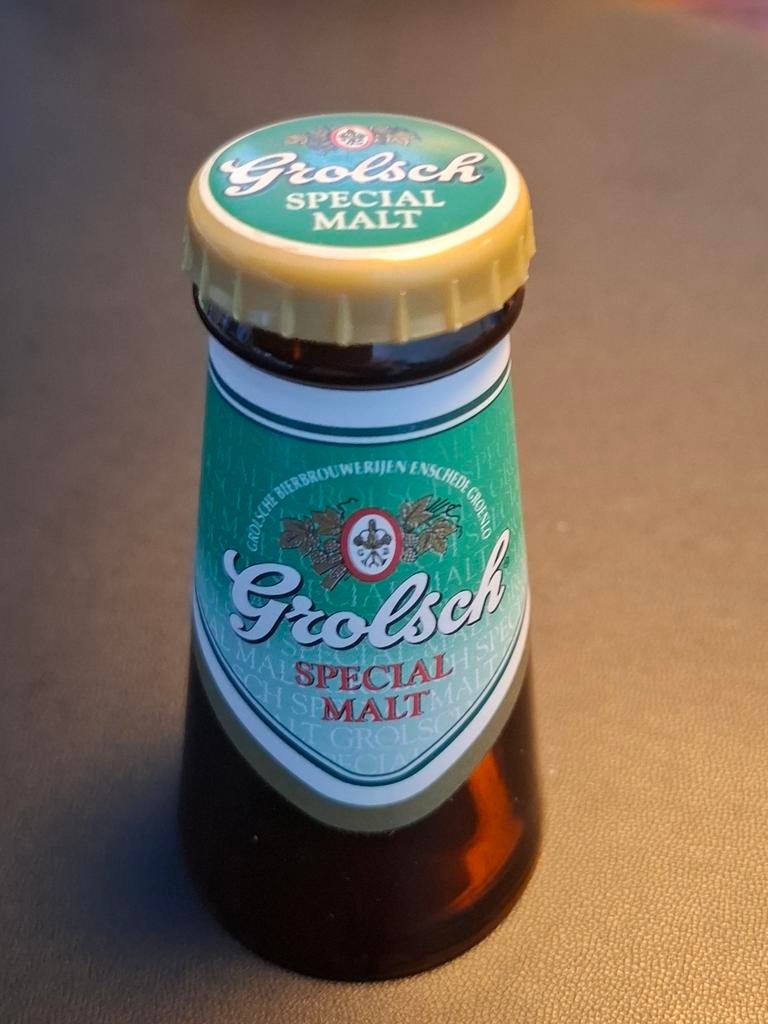 Grolsch
SPECIAL
MALT
GROLSCHE BIERBROUWERIJEN ENSCHEDE GROENLO
Grolsch
SPECIAL
MALT